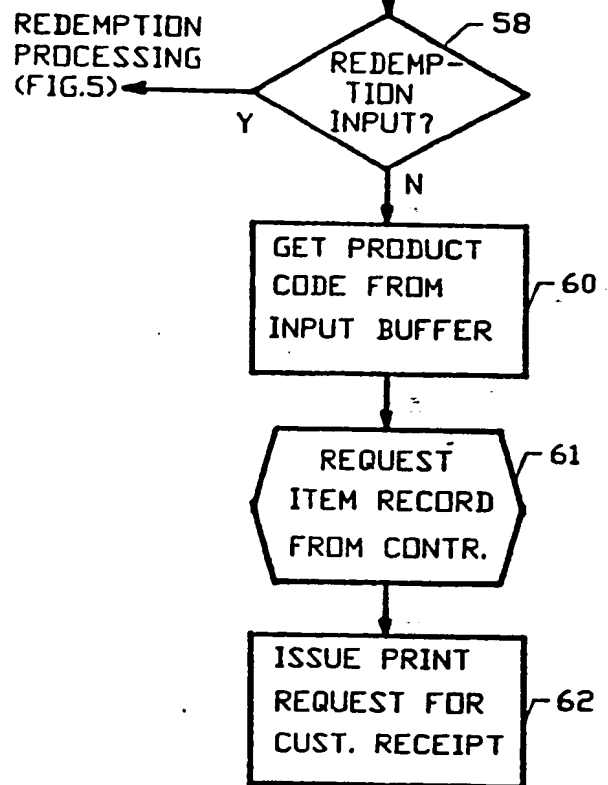 REDEMPTION
PROCESSING
(FIG.5)
58
REDEMP-
TION
INPUT?
Y
N
GET PRODUCT
CODE FROM
INPUT BUFFER
60
REQUEST
ITEM RECORD
FROM CONTR.
61
ISSUE PRINT
REQUEST FOR
CUST. RECEIPT
62